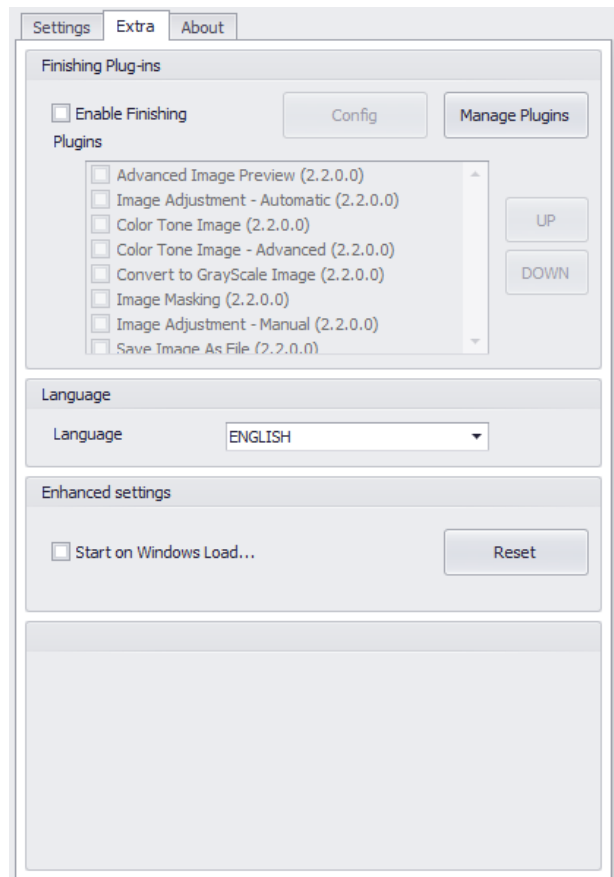 Settings Extra About
Finishing Plug-ins
Enable Finishing Config Manage Plugins
Plugins
Advanced Image Preview (2.2.0.0)
Image Adjustment - Automatic (2.2.0.0)
Color Tone Image (2.2.0.0)
UP
Color Tone Image - Advanced (2.2.0.0)
Convert to GrayScale Image (2.2.0.0)
DOWN
Image Masking (2.2.0.0)
Image Adjustment - Manual (2.2.0.0)
Save Image As File (2.2.0.0)
Language
Language ENGLISH
Enhanced settings
Start on Windows Load... Reset